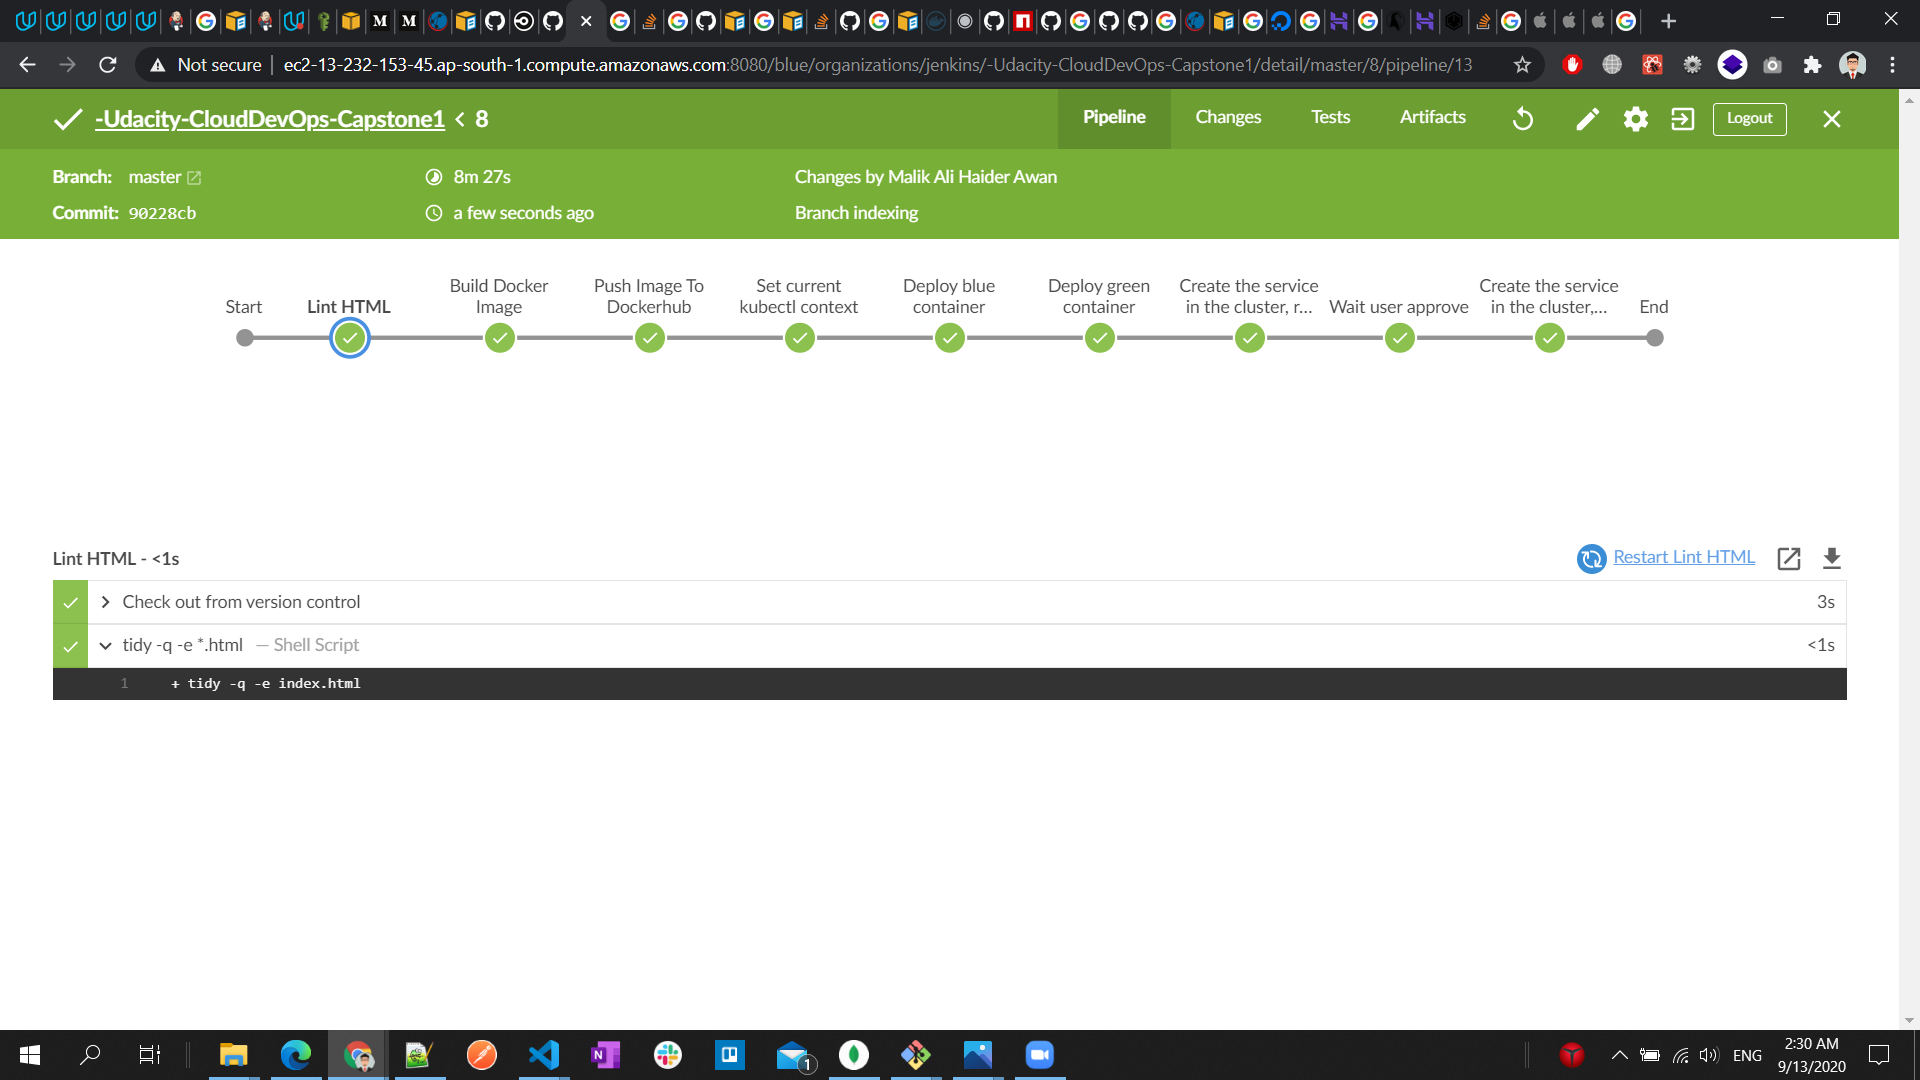 Not secure
ec2-13-232-153-45.ap-south-1.compute.amazonaws.com:8080/blue/organizations/jenkins/-Udacity-CloudDevOps-Capstone1/detail/master/8/pipeline/13
-Udacity-CloudDevOps-Capstone1 < 8
Pipeline
Changes
Tests
Artifacts
Logout
Branch: master
8m 27s
Changes by Malik Ali Haider Awan
Commit: 90228cb
a few seconds ago
Branch indexing
Start
Lint HTML
Build Docker
Image
Push Image To
Dockerhub
Set current
kubectl context
Deploy blue
container
Deploy green
container
Create the service
in the cluster, r...
Wait user approve
Create the service
in the cluster,...
End
Lint HTML - <1s
Restart Lint HTML
Check out from version control
3s
tidy -q -e *.html — Shell Script
<1s
1 + tidy -q -e index.html
1
ENG
2:30 AM
9/13/2020